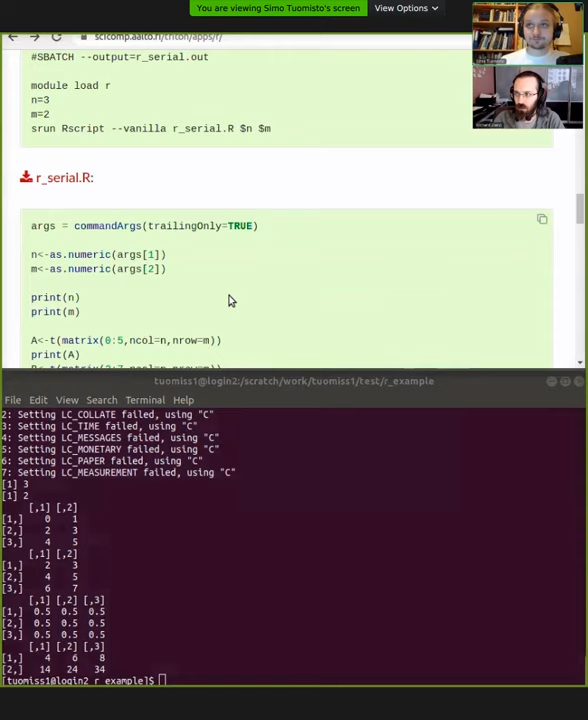 You are viewing Simo Tuomisto's screen
View Options
scicomp.aalto.fi/triton/apps/r/
#SBATCH --output=r_serial.out
module load r
n=3
m=2
srun Rscript --vanilla r_serial.R $n $m
r_serial.R:
args = commandArgs(trailingOnly=TRUE)
n<-as.numeric(args[1])
m<-as.numeric(args[2])
print(n)
print(m)
A<-t(matrix(0:5,ncol=n,nrow=m))
print(A)
B<-t(matrix(2:7,ncol=n,nrow=m))
tuomiss1@login2:/scratch/work/tuomiss1/test/r_example
File Edit View Search Terminal Help
2: Setting LC_COLLATE failed, using "C"
3: Setting LC_TIME failed, using "C"
4: Setting LC_MESSAGES failed, using "C"
5: Setting LC_MONETARY failed, using "C"
6: Setting LC_PAPER failed, using "C"
7: Setting LC_MEASUREMENT failed, using "C"
[1] 3
[1] 2
[,1] [,2]
[1,] 0 1
[2,] 2 3
[3,] 4 5
[,1] [,2]
[1,] 2 3
[2,] 4 5
[3,] 6 7
[,1] [,2] [,3]
[1,] 0.5 0.5 0.5
[2,] 0.5 0.5 0.5
[3,] 0.5 0.5 0.5
[,1] [,2] [,3]
[1,] 4 6 8
[2,] 14 24 34
[tuomiss1@login2 r_example]$